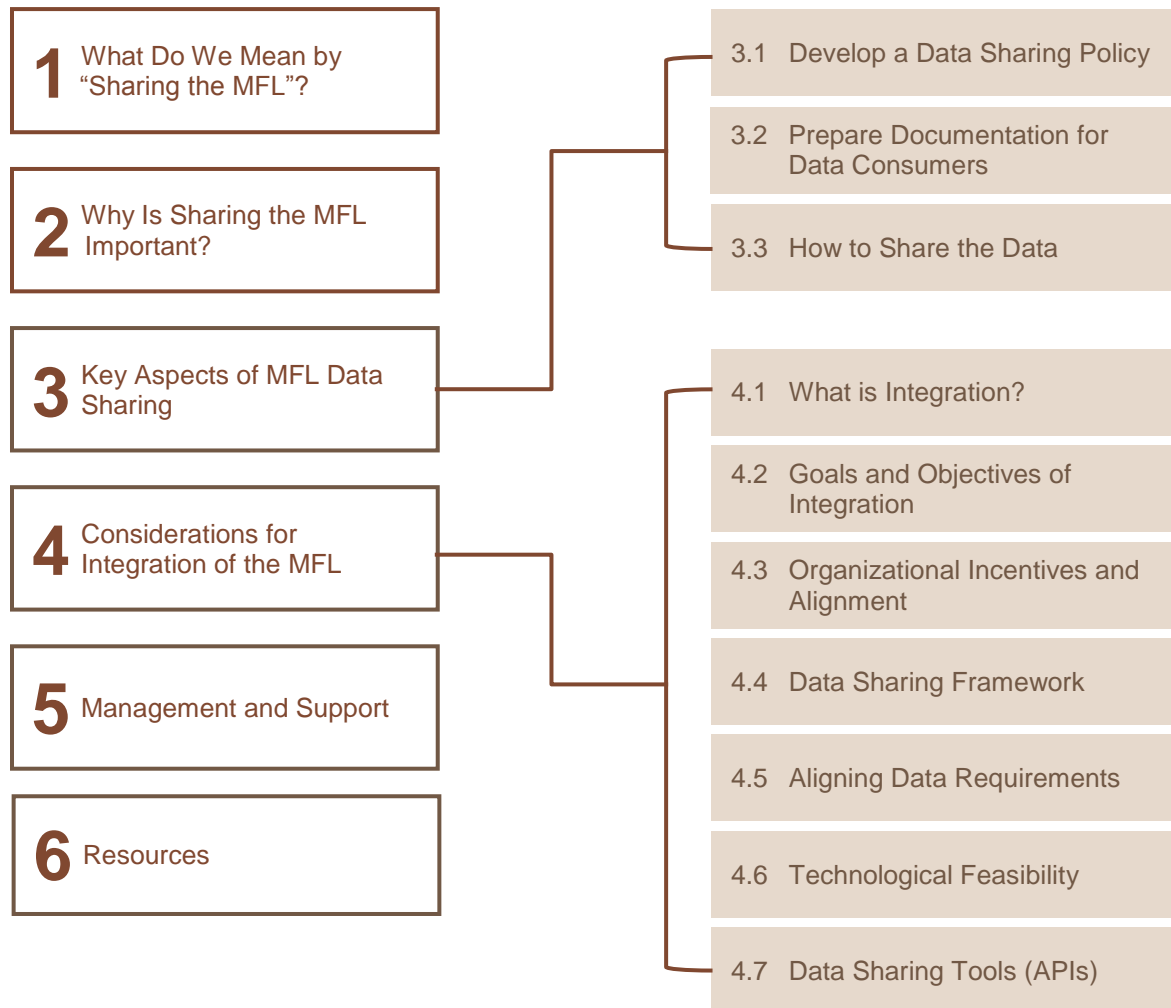 1 What Do We Mean by
“Sharing the MFL”?
2 Why Is Sharing the MFL
Important?
3 Key Aspects of MFL Data
Sharing
4 Considerations for
Integration of the MFL
5 Management and Support
6 Resources
3.1 Develop a Data Sharing Policy
3.2 Prepare Documentation for
Data Consumers
3.3 How to Share the Data
4.1 What is Integration?
4.2 Goals and Objectives of
Integration
4.3 Organizational Incentives and
Alignment
4.4 Data Sharing Framework
4.5 Aligning Data Requirements
4.6 Technological Feasibility
4.7 Data Sharing Tools (APIs)